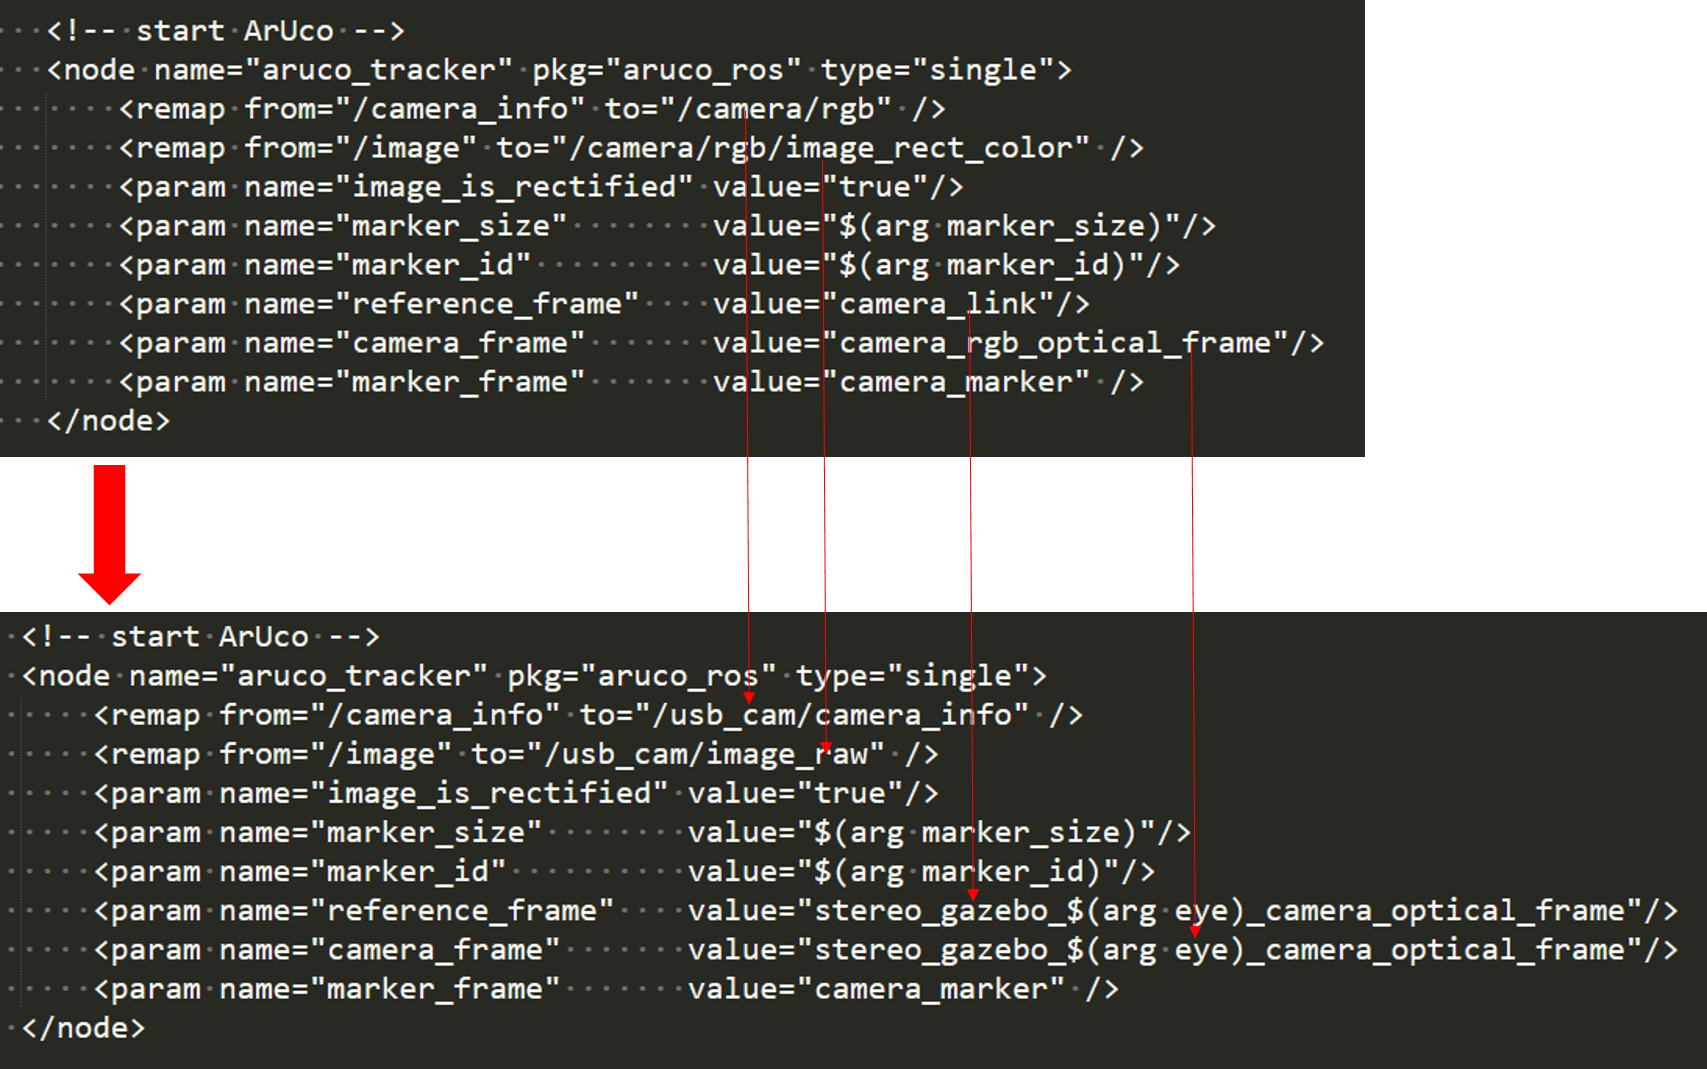 <!-- start ArUco -->
<node name="aruco_tracker" pkg="aruco_ros" type="single">
<remap from="/camera_info" to="/camera/rgb" />
<remap from="/image" to="/camera/rgb/image_rect_color" />
<param name="image_is_rectified" value="true"/>
<param name="marker_size"        value="$(arg marker_size)"/>
<param name="marker_id"          value="$(arg marker_id)"/>
<param name="reference_frame"    value="camera_link"/>
<param name="camera_frame"       value="camera_rgb_optical_frame"/>
<param name="marker_frame"       value="camera_marker" />
</node>
<!-- start ArUco -->
<node name="aruco_tracker" pkg="aruco_ros" type="single">
<remap from="/camera_info" to="/usb_cam/camera_info" />
<remap from="/image" to="/usb_cam/image_raw" />
<param name="image_is_rectified" value="true"/>
<param name="marker_size"        value="$(arg marker_size)"/>
<param name="marker_id"          value="$(arg marker_id)"/>
<param name="reference_frame"    value="stereo_gazebo_$(arg eye)_camera_optical_frame"/>
<param name="camera_frame"       value="stereo_gazebo_$(arg eye)_camera_optical_frame"/>
<param name="marker_frame"       value="camera_marker" />
</node>